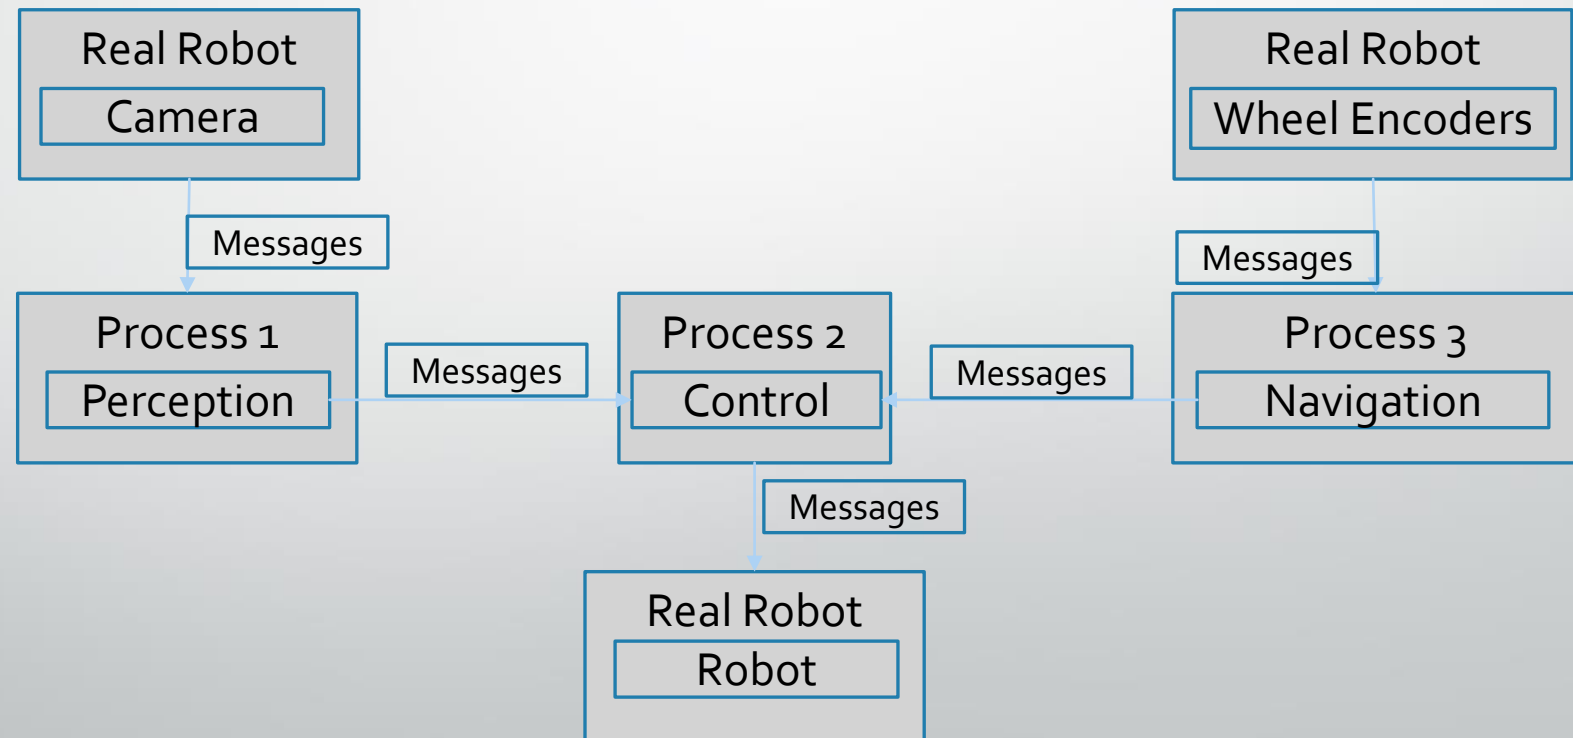 Real Robot
Camera
Real Robot
Wheel Encoders
Messages
Messages
Process 1
Perception
Messages
Process 2
Control
Messages
Process 3
Navigation
Messages
Real Robot
Robot